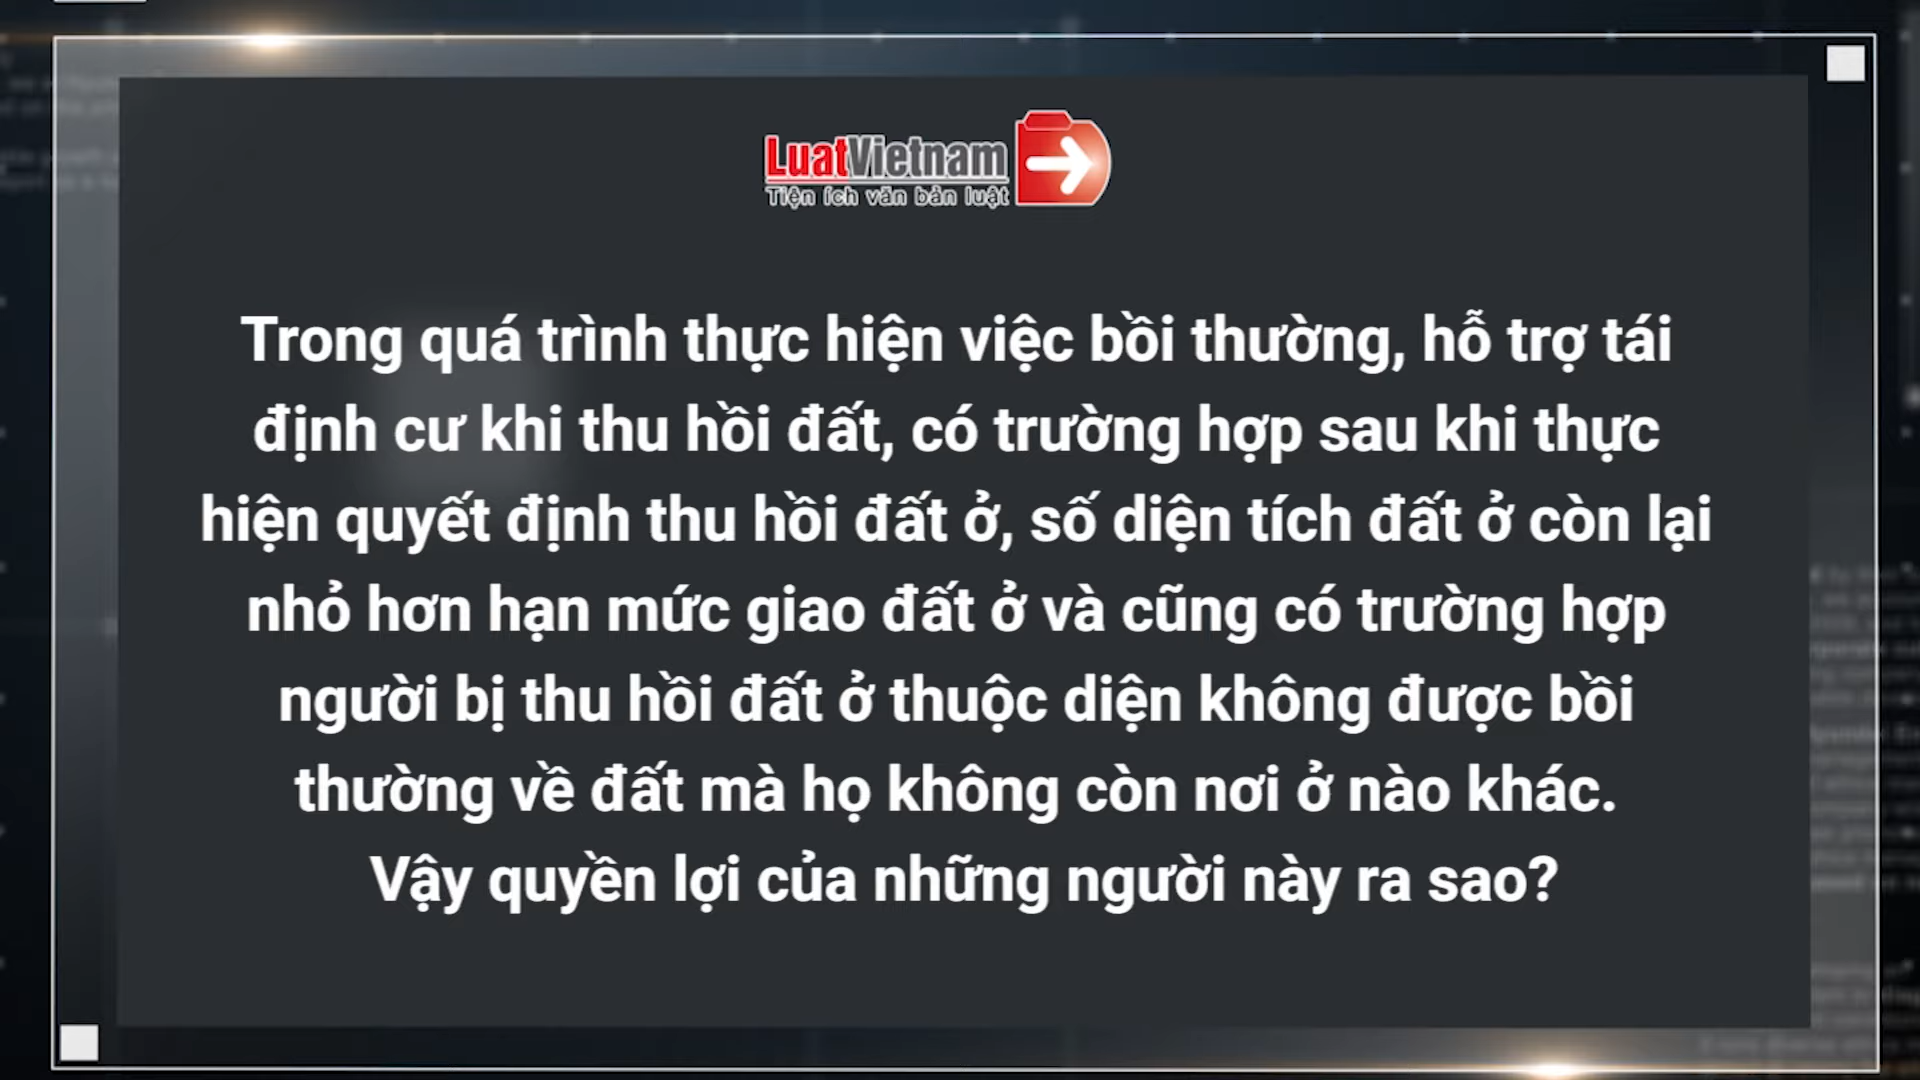 LuatVietnam
Tiện ích văn bản luật
Trong quá trình thực hiện việc bồi thường, hỗ trợ tái
định cư khi thu hồi đất, có trường hợp sau khi thực
hiện quyết định thu hồi đất ở, số diện tích đất ở còn lại
nhỏ hơn hạn mức giao đất ở và cũng có trường hợp
người bị thu hồi đất ở thuộc diện không được bồi
thường về đất mà họ không còn nơi ở nào khác.
Vậy quyền lợi của những người này ra sao?